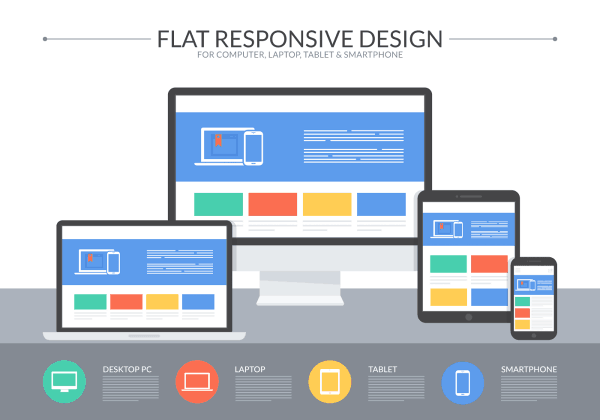 FLAT RESPONSIVE DESIGN
FOR COMPUTER, LAPTOP, TABLET & SMARTPHONE
DESKTOP PC
LAPTOP
TABLET
SMARTPHONE